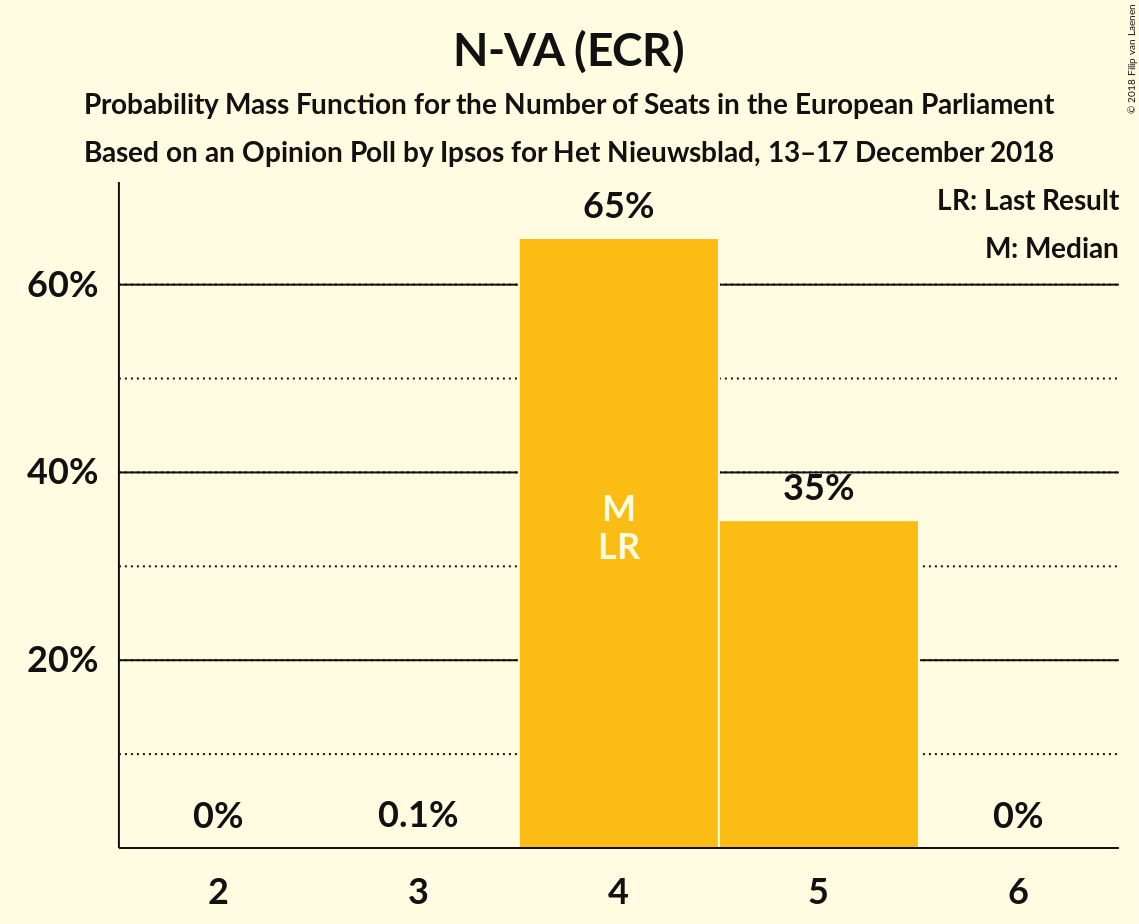 N-VA (ECR)
Probability Mass Function for the Number of Seats in the European Parliament
Based on an Opinion Poll by Ipsos for Het Nieuwsblad, 13–17 December 2018
© 2018 Filip van Laenen
LR: Last Result
M: Median
65%
60%
40%
35%
M
LR
20%
0%
0.1%
0%
2
3
4
5
6